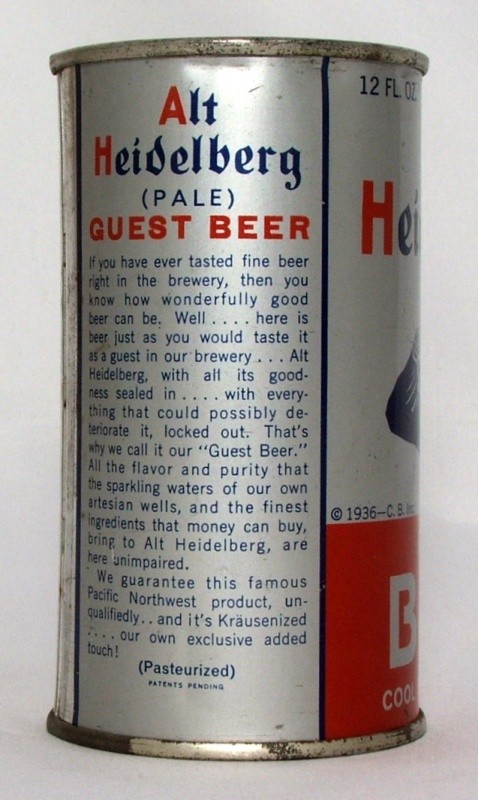 Alt
Heidelberg
(PALE)
GUEST BEER
If you have ever tasted fine beer
right in the brewery, then you
know how wonderfully good
beer can be. Well . . . . here is
beer just as you would taste it
as a guest in our brewery . . . Alt
Heidelberg, with all its good-
ness sealed in . . . . with every-
thing that could possibly de-
teriorate it, locked out. That's
why we call it our "Guest Beer."
All the flavor and purity that
the sparkling waters of our own
artesian wells, and the finest
ingredients that money can buy,
bring to Alt Heidelberg, are
here unimpaired.
We guarantee this famous
Pacific Northwest product, un-
qualifiedly . . and it's Kräusenized
. . . . our own exclusive added
touch!
(Pasteurized)
PATENTS PENDING
12 FL. OZ.
Hei
© 1936—C. B. Inc.
B
COOL